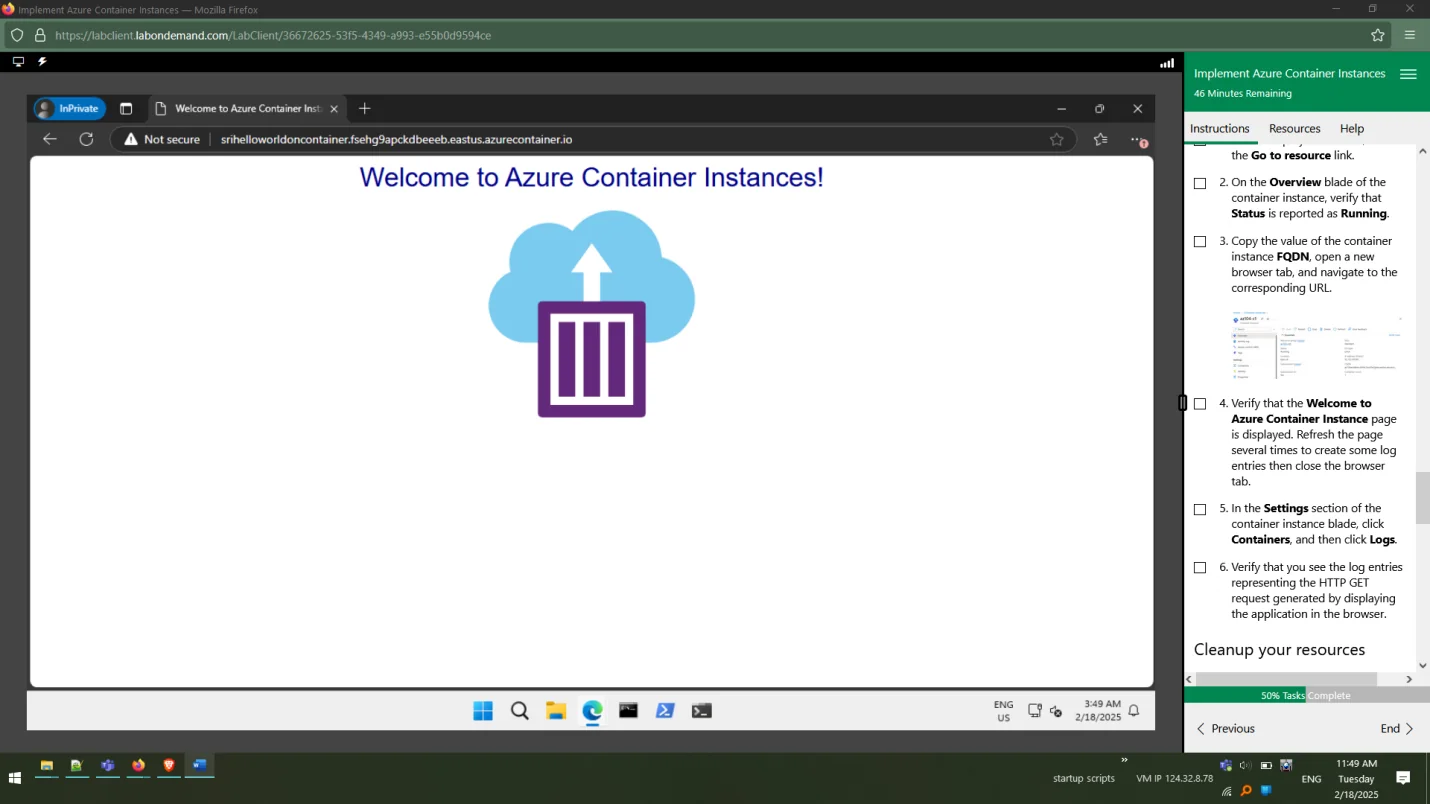 Implement Azure Container Instances — Mozilla Firefox
https://labclient.labondemand.com/LabClient/36672625-53f5-4349-a993-e55b0d9594ce
InPrivate
Welcome to Azure Container Inst
Not secure
srihelloworldoncontainer.fsehg9apckdbeeeb.eastus.azurecontainer.io
Welcome to Azure Container Instances!
ENG
US
3:49 AM
2/18/2025
Implement Azure Container Instances
46 Minutes Remaining
Instructions
Resources
Help
the Go to resource link.
2. On the Overview blade of the
container instance, verify that
Status is reported as Running.
3. Copy the value of the container
instance FQDN, open a new
browser tab, and navigate to the
corresponding URL.
4. Verify that the Welcome to
Azure Container Instance page
is displayed. Refresh the page
several times to create some log
entries then close the browser
tab.
5. In the Settings section of the
container instance blade, click
Containers, and then click Logs.
6. Verify that you see the log entries
representing the HTTP GET
request generated by displaying
the application in the browser.
Cleanup your resources
50% Tasks Complete
Previous
End
startup scripts
VM IP 124.32.8.78
ENG
11:49 AM
Tuesday
2/18/2025